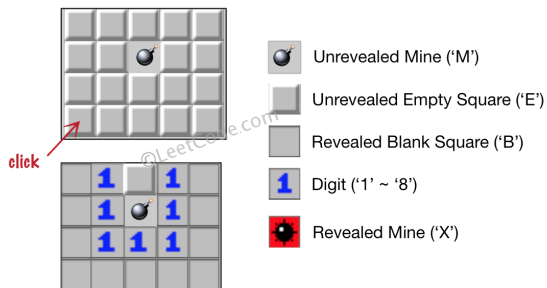 Unrevealed Mine (‘M’)
Unrevealed Empty Square (‘E’)
©LeetCode.com
click
Revealed Blank Square (‘B’)
1 1
Digit (‘1’ ~ ‘8’)
1 1
Revealed Mine (‘X’)
1 1 1